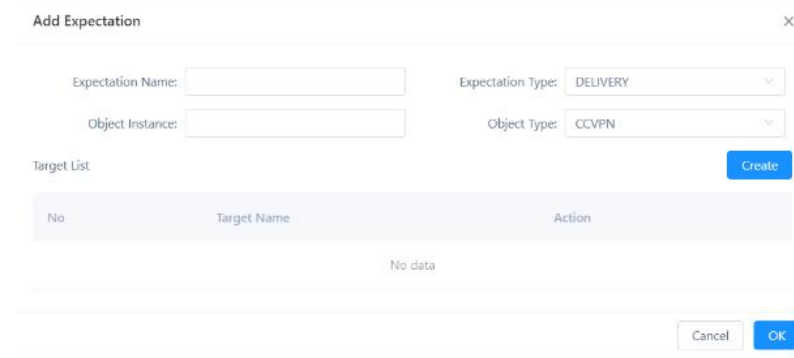 Add Expectation
Expectation Name: Expectation Type: DELIVERY
Object Instance: Object Type: CCVPN
Target List Create
No Target Name Action
No data
Cancel OK